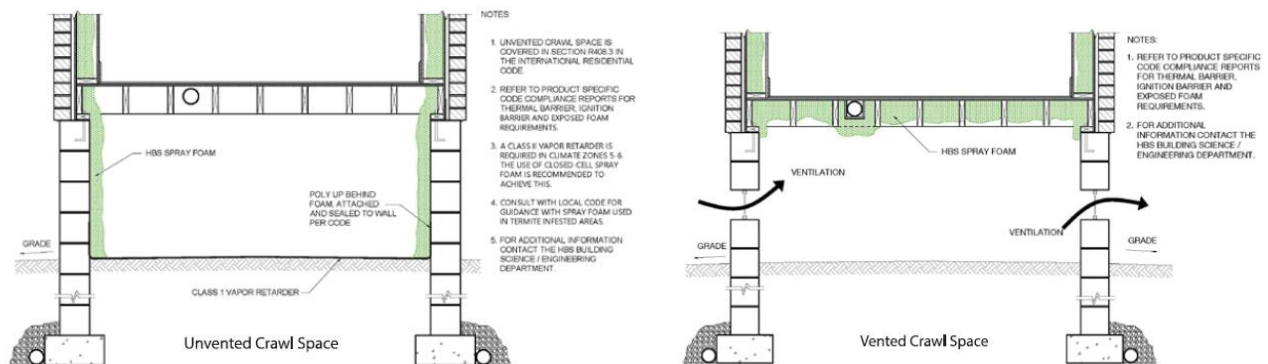 NOTES:
1. UNVENTED CRAWL SPACE IS
COVERED IN SECTION R408.3 IN
THE INTERNATIONAL RESIDENTIAL
CODE.
2. REFER TO PRODUCT SPECIFIC
CODE COMPLIANCE REPORTS FOR
THERMAL BARRIER, IGNITION
BARRIER AND EXPOSED FOAM
REQUIREMENTS.
3. A CLASS II VAPOR RETARDER IS
REQUIRED IN CLIMATE ZONES 5-8.
THE USE OF CLOSED-CELL SPRAY
FOAM IS RECOMMENDED TO
ACHIEVE THIS.
4. CONSULT WITH LOCAL CODE FOR
GUIDANCE WITH SPRAY FOAM USED
IN TERMITE INFESTED AREAS.
5. FOR ADDITIONAL INFORMATION
CONTACT THE HBS BUILDING
SCIENCE / ENGINEERING
DEPARTMENT.
HBS SPRAY FOAM
POLY UP BEHIND
FOAM, ATTACHED
AND SEALED TO WALL
PER CODE
GRADE
CLASS 1 VAPOR RETARDER
Unvented Crawl Space
NOTES:
1. REFER TO PRODUCT SPECIFIC
CODE COMPLIANCE REPORTS
FOR THERMAL BARRIER,
IGNITION BARRIER AND
EXPOSED FOAM
REQUIREMENTS.
2. FOR ADDITIONAL
INFORMATION CONTACT THE
HBS BUILDING SCIENCE /
ENGINEERING DEPARTMENT.
HBS SPRAY FOAM
VENTILATION
VENTILATION
GRADE
GRADE
Vented Crawl Space